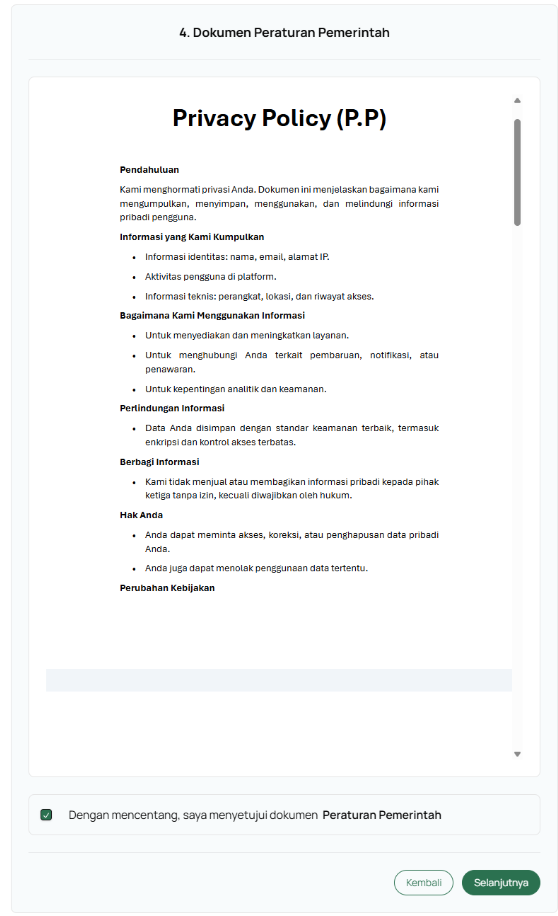 4. Dokumen Peraturan Pemerintah
Privacy Policy (P.P)
Pendahuluan
Kami menghormati privasi Anda. Dokumen ini menjelaskan bagaimana kami
mengumpulkan, menyimpan, menggunakan, dan melindungi informasi
pribadi pengguna.
Informasi yang Kami Kumpulkan
• Informasi identitas: nama, email, alamat IP.
• Aktivitas pengguna di platform.
• Informasi teknis: perangkat, lokasi, dan riwayat akses.
Bagaimana Kami Menggunakan Informasi
• Untuk menyediakan dan meningkatkan layanan.
• Untuk menghubungi Anda terkait pembaruan, notifikasi, atau
penawaran.
• Untuk kepentingan analitik dan keamanan.
Perlindungan Informasi
• Data Anda disimpan dengan standar keamanan terbaik, termasuk
enkripsi dan kontrol akses terbatas.
Berbagi Informasi
• Kami tidak menjual atau membagikan informasi pribadi kepada pihak
ketiga tanpa izin, kecuali diwajibkan oleh hukum.
Hak Anda
• Anda dapat meminta akses, koreksi, atau penghapusan data pribadi
Anda.
• Anda juga dapat menolak penggunaan data tertentu.
Perubahan Kebijakan
Dengan mencentang, saya menyetujui dokumen Peraturan Pemerintah
Kembali
Selanjutnya